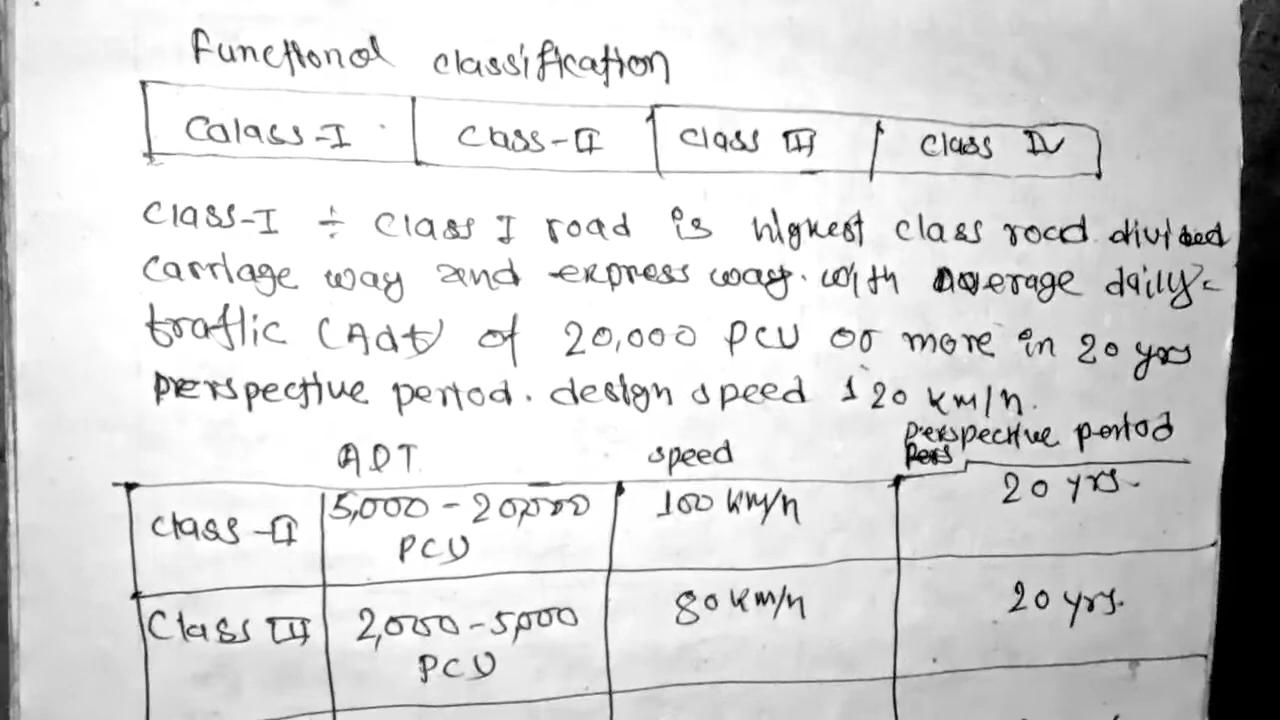 Functional classification
Calass-I Class-II Class III Class IV
Class-I ÷ Class I road is highest class road divided
carriage way and express way. with average daily-
traffic (Adt) of 20,000 PCU or more in 20 yrs
perspective period. design speed 120 km/h.
ADT speed perspective period
Pers
Class-II 5,000 - 20,000 PCU 100 km/h 20 yrs.
Class III 2,000 - 5,000 PCU 80 km/h 20 yrs.